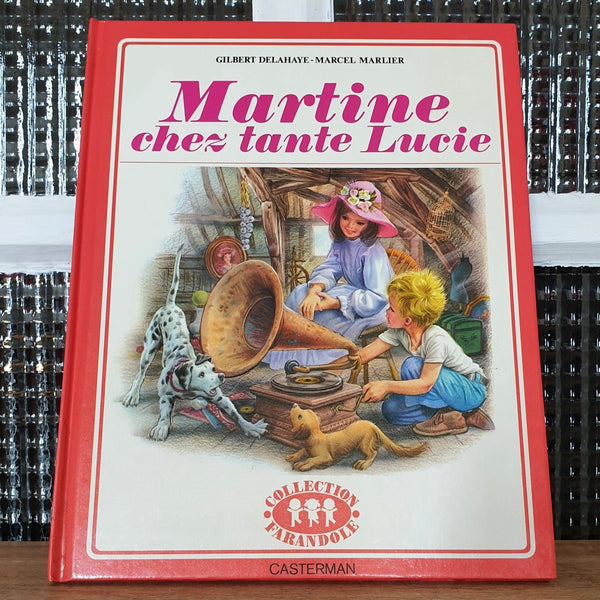 GILBERT DELAHAYE-MARCEL MARLIER
Martine
chez tante Lucie
COLLECTION
FARANDOLE
CASTERMAN